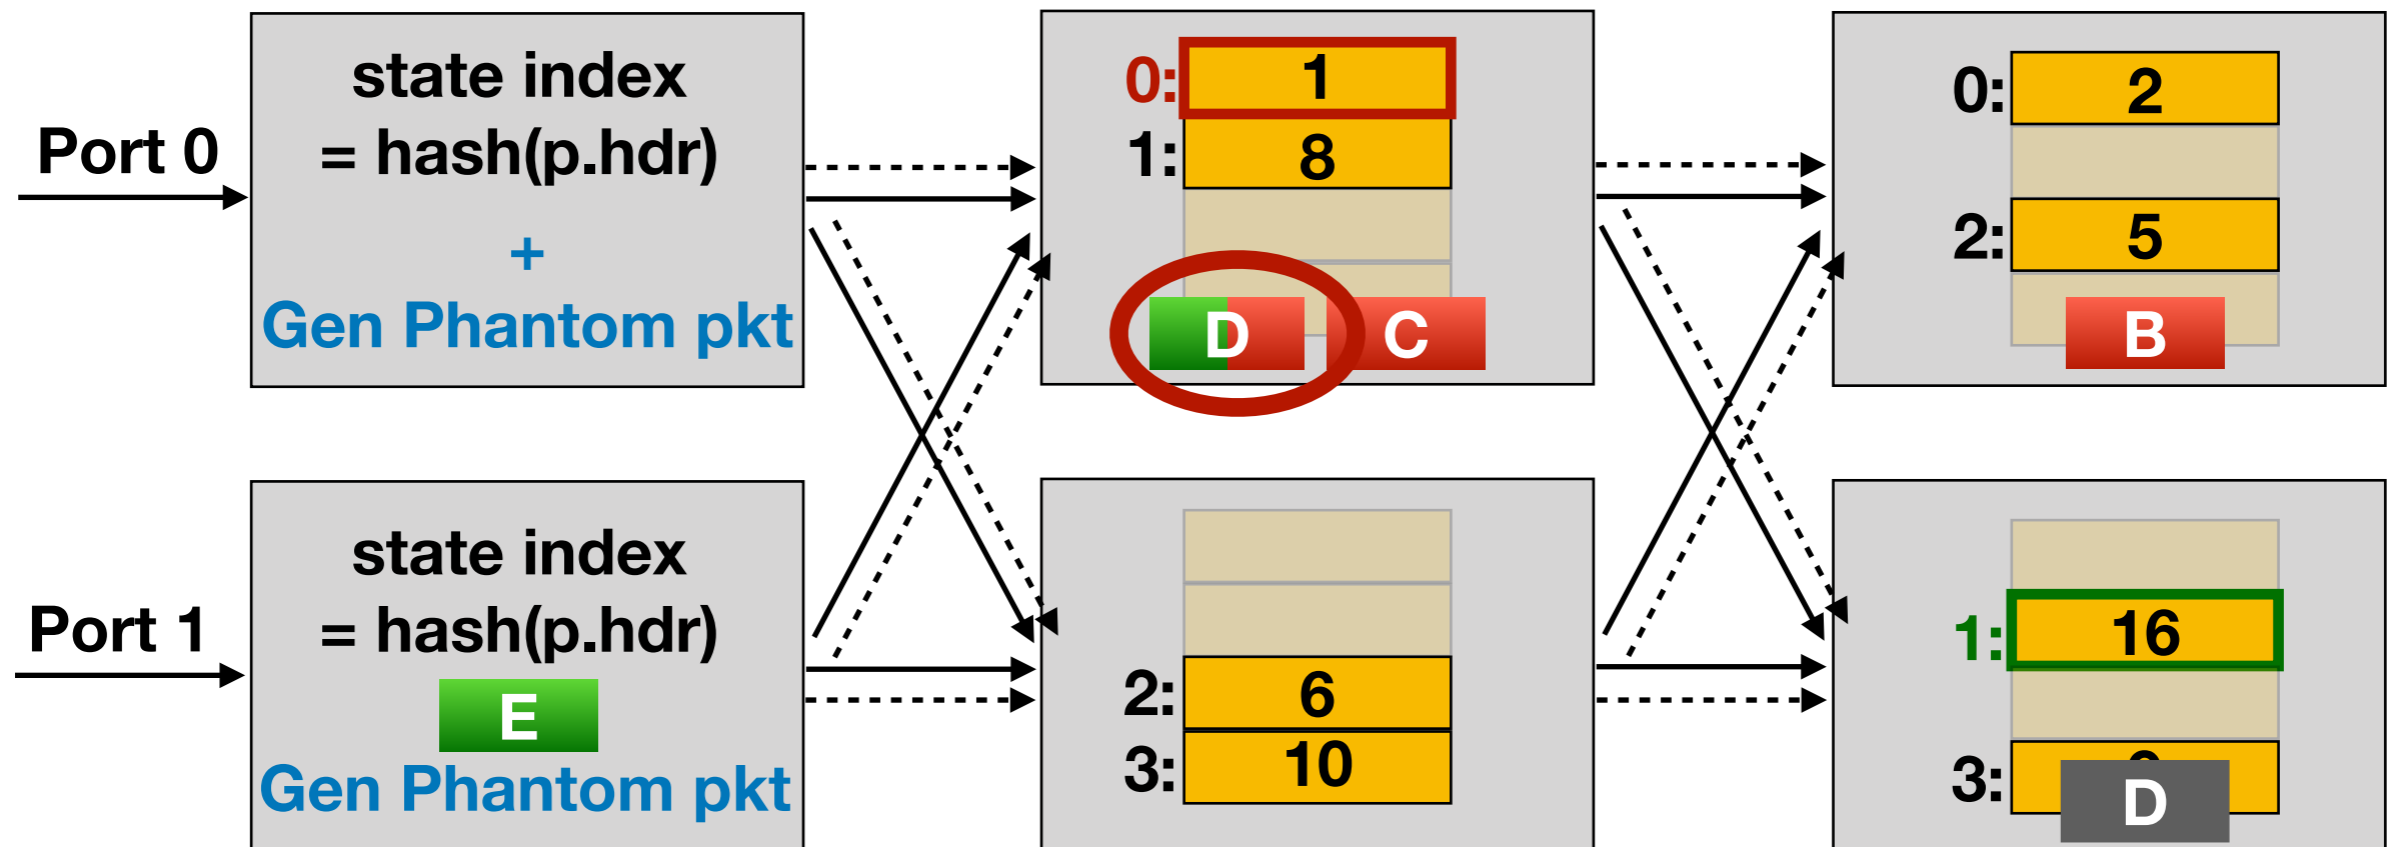 Port 0
state index
= hash(p.hdr)
+
Gen Phantom pkt
0: 1
1: 8
D C
0: 2
2: 5
B
Port 1
state index
= hash(p.hdr)
E
Gen Phantom pkt
2: 6
3: 10
1: 16
3:
D